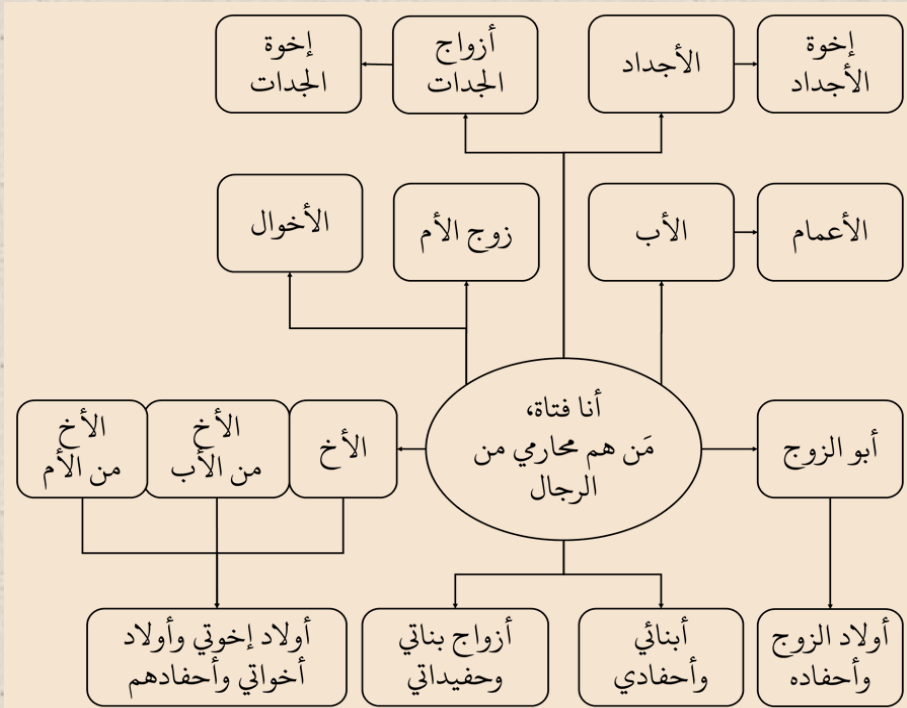 إخوة
الأجداد
الأجداد
أزواج
الجدات
إخوة
الجدات
الأعمام
الأب
زوج الأم
الأخوال
أنا فتاة،
مَن هم محارمي من
الرجال
أبو الزوج
الأخ
الأخ
من الأب
الأخ
من الأم
أولاد الزوج
وأحفاده
أبنائي
وأحفادي
أزواج بناتي
وحفيداتي
أولاد إخوتي وأولاد
أخواتي وأحفادهم